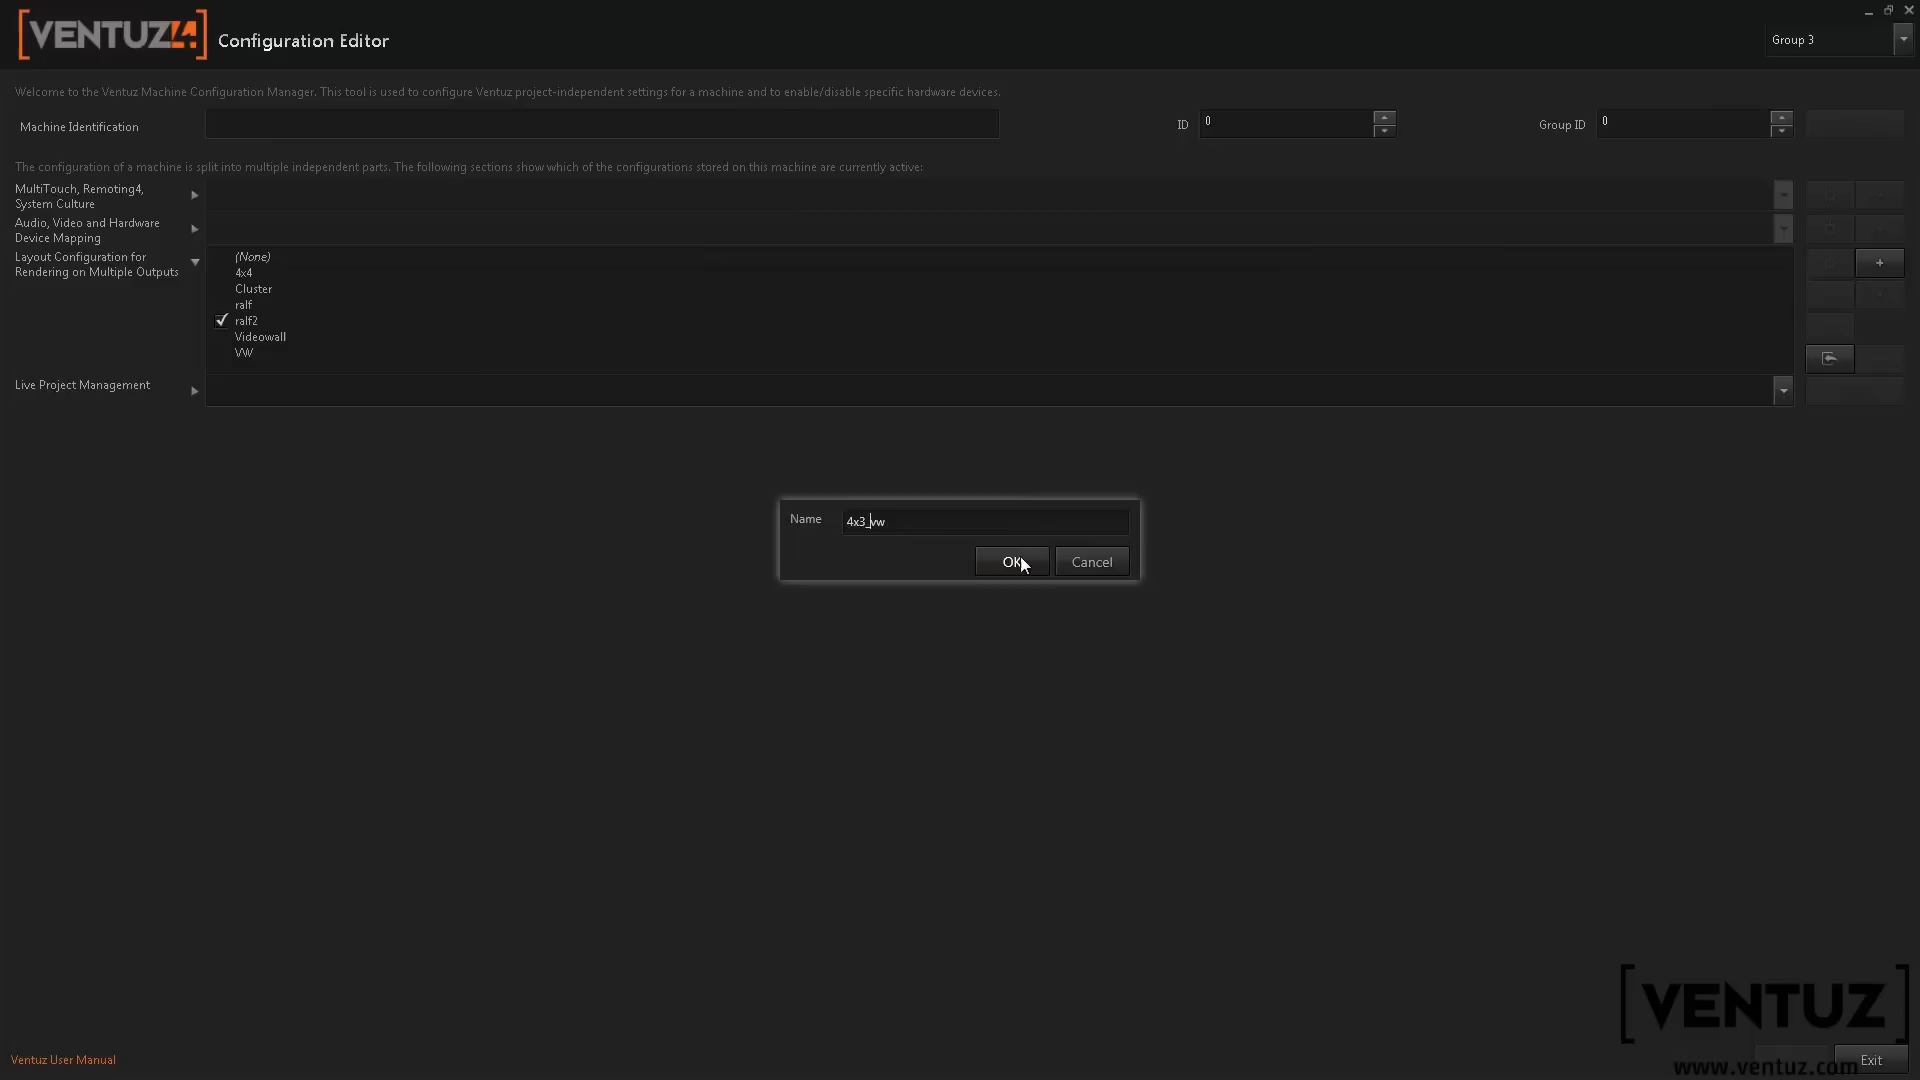 VENTUZ4 Configuration Editor
Group 3
Welcome to the Ventuz Machine Configuration Manager. This tool is used to configure Ventuz project-independent settings for a machine and to enable/disable specific hardware devices.
Machine Identification
ID 0
Group ID 0
The configuration of a machine is split into multiple independent parts. The following sections show which of the configurations stored on this machine are currently active:
MultiTouch, Remoting4,
System Culture
Audio, Video and Hardware
Device Mapping
Layout Configuration for
Rendering on Multiple Outputs
(None)
4x4
Cluster
ralf
ralf2
Videowall
VW
Live Project Management
Name 4x3_vw
OK Cancel
VENTUZ
www.ventuz.com
Ventuz User Manual
Exit